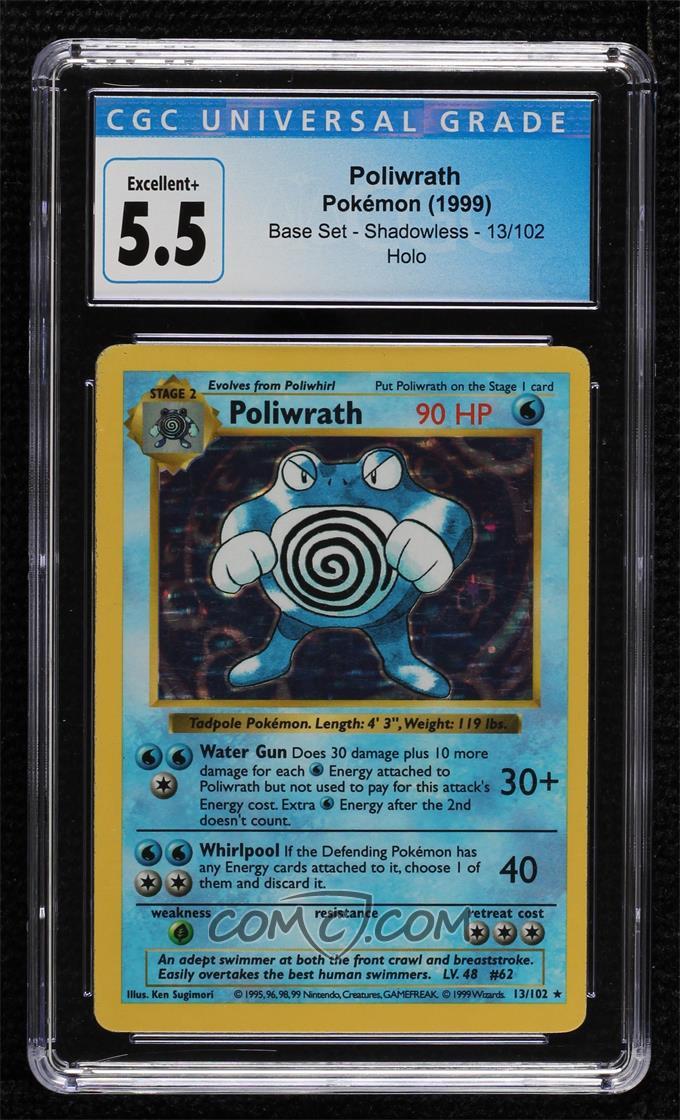 CGC UNIVERSAL GRADE
Excellent+
5.5
Poliwrath
Pokémon (1999)
Base Set - Shadowless - 13/102
Holo
STAGE 2
Evolves from Poliwhirl
Put Poliwrath on the Stage 1 card
Poliwrath
90 HP
Tadpole Pokémon. Length: 4' 3", Weight: 119 lbs.
Water Gun Does 30 damage plus 10 more
damage for each Energy attached to
Poliwrath but not used to pay for this attack's
Energy cost. Extra Energy after the 2nd
doesn't count.
30+
Whirlpool If the Defending Pokémon has
any Energy cards attached to it, choose 1 of
them and discard it.
40
weakness
resistance
retreat cost
COMC.COM
An adept swimmer at both the front crawl and breaststroke.
Easily overtakes the best human swimmers. LV. 48 #62
Illus. Ken Sugimori
© 1995, 96, 98, 99 Nintendo, Creatures, GAMEFREAK. © 1999 Wizards.
13/102 ★